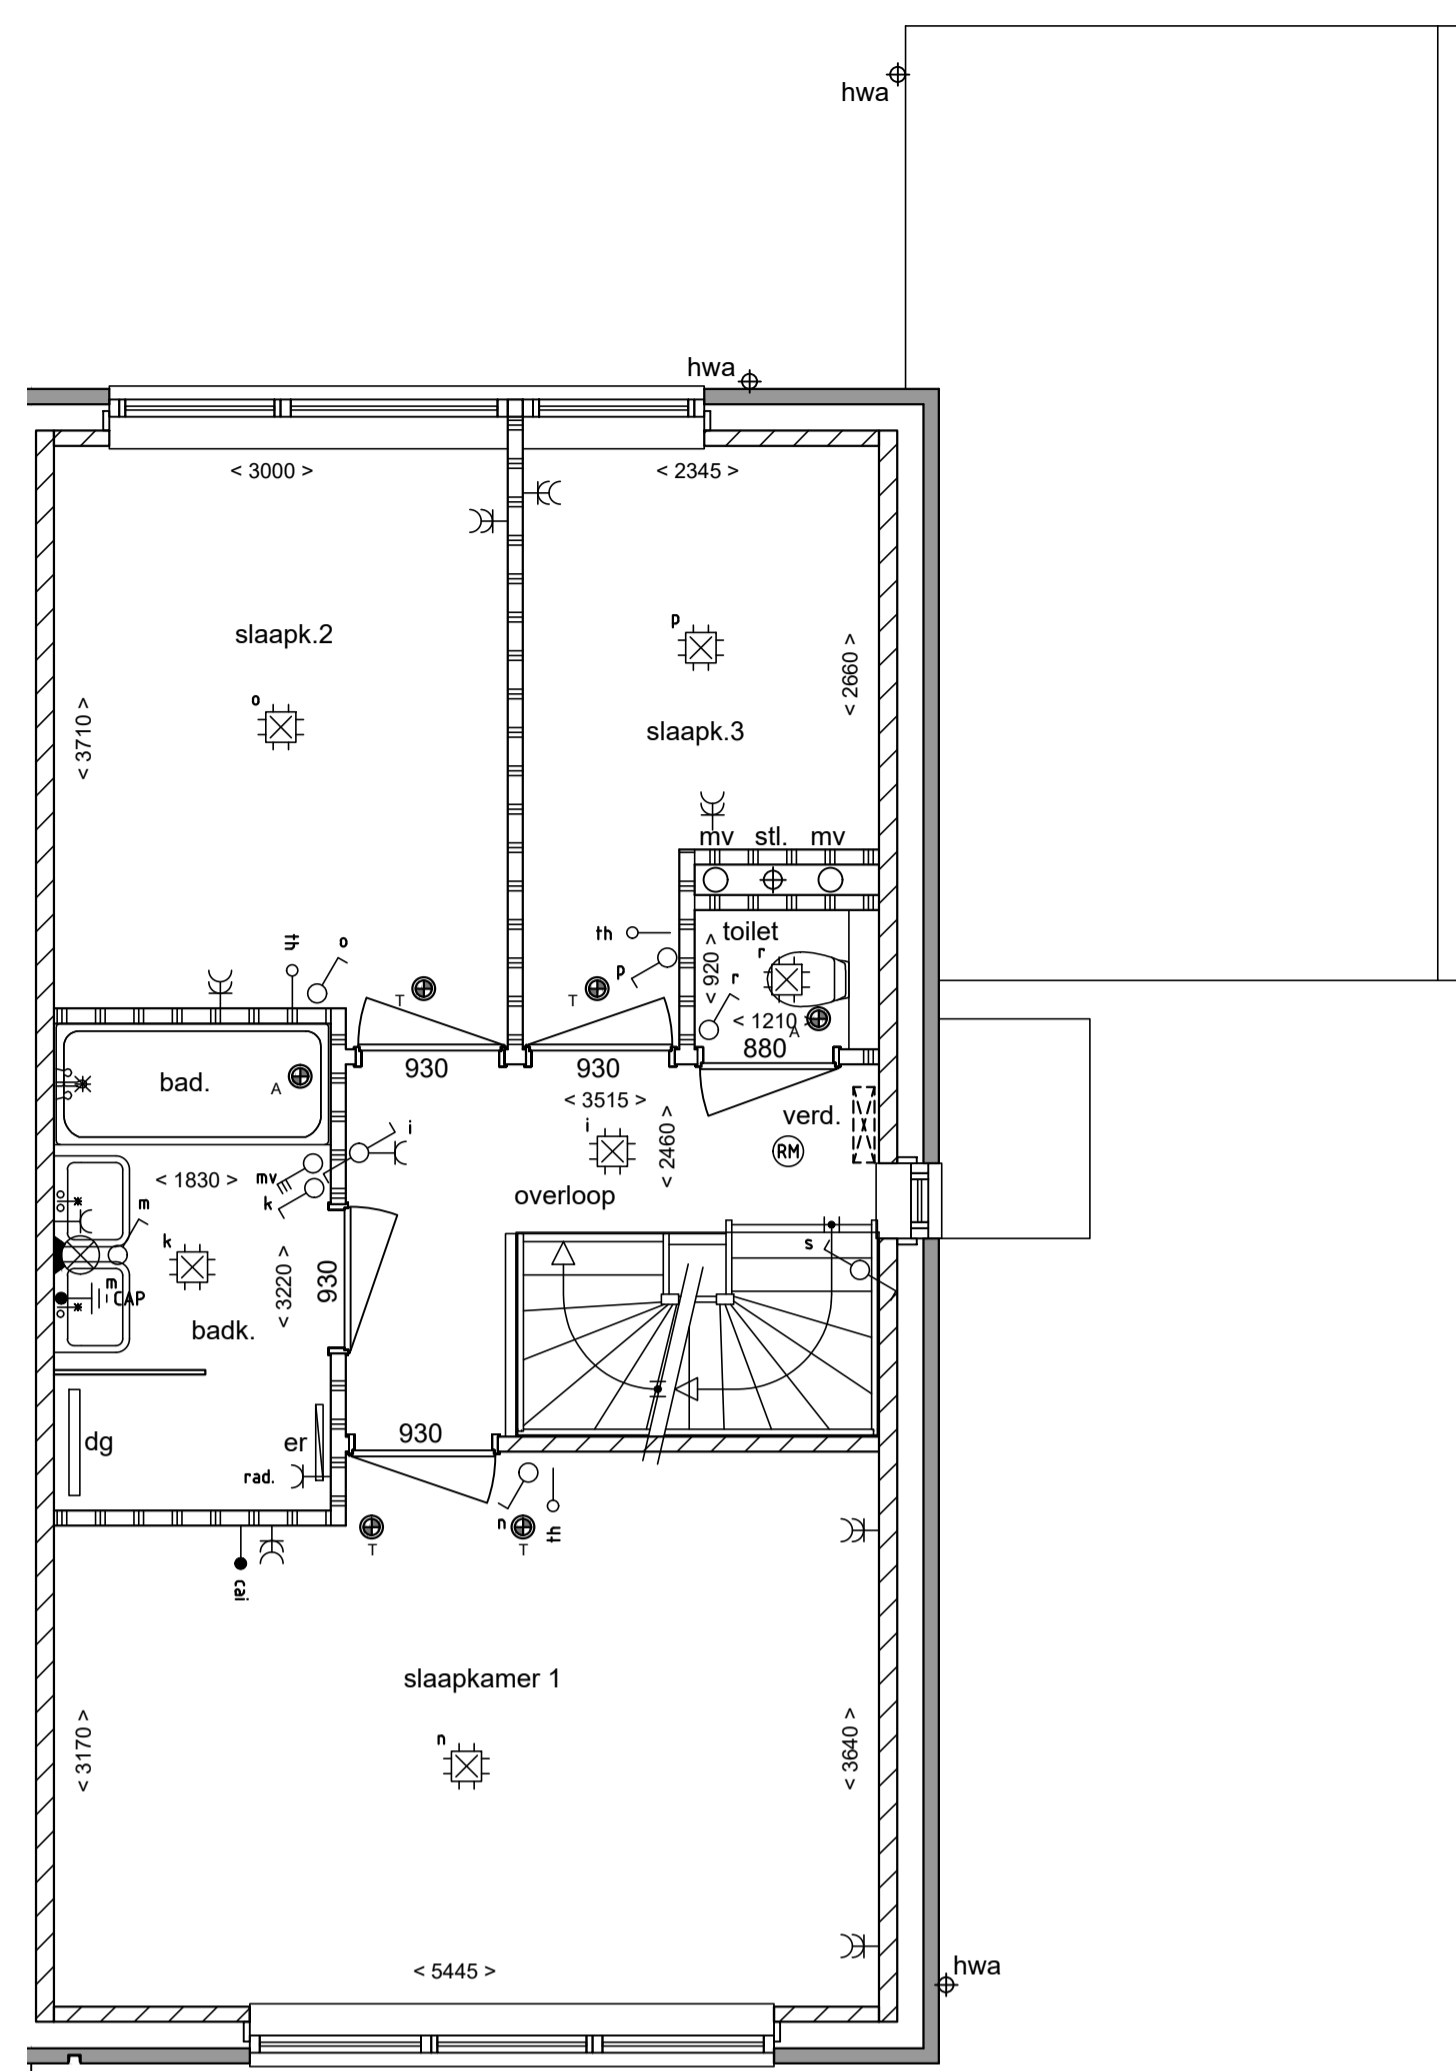 hwa
hwa
< 3000 >
< 2345 >
slaapk.2
p
< 2660 >
o
slaapk.3
< 3710 >
mv stl. mv
th
o
th
p
toilet
r
< 920 >
r
T
T
< 1210 >
A
930
930
880
bad.
A
< 3515 >
verd.
i
i
< 2460 >
RM
mv
< 1830 >
k
m
overloop
k
s
m
CAP
< 3220 >
930
badk.
dg
er
930
rad.
n
th
T
T
cai
slaapkamer 1
n
< 3170 >
< 3640 >
< 5445 >
hwa